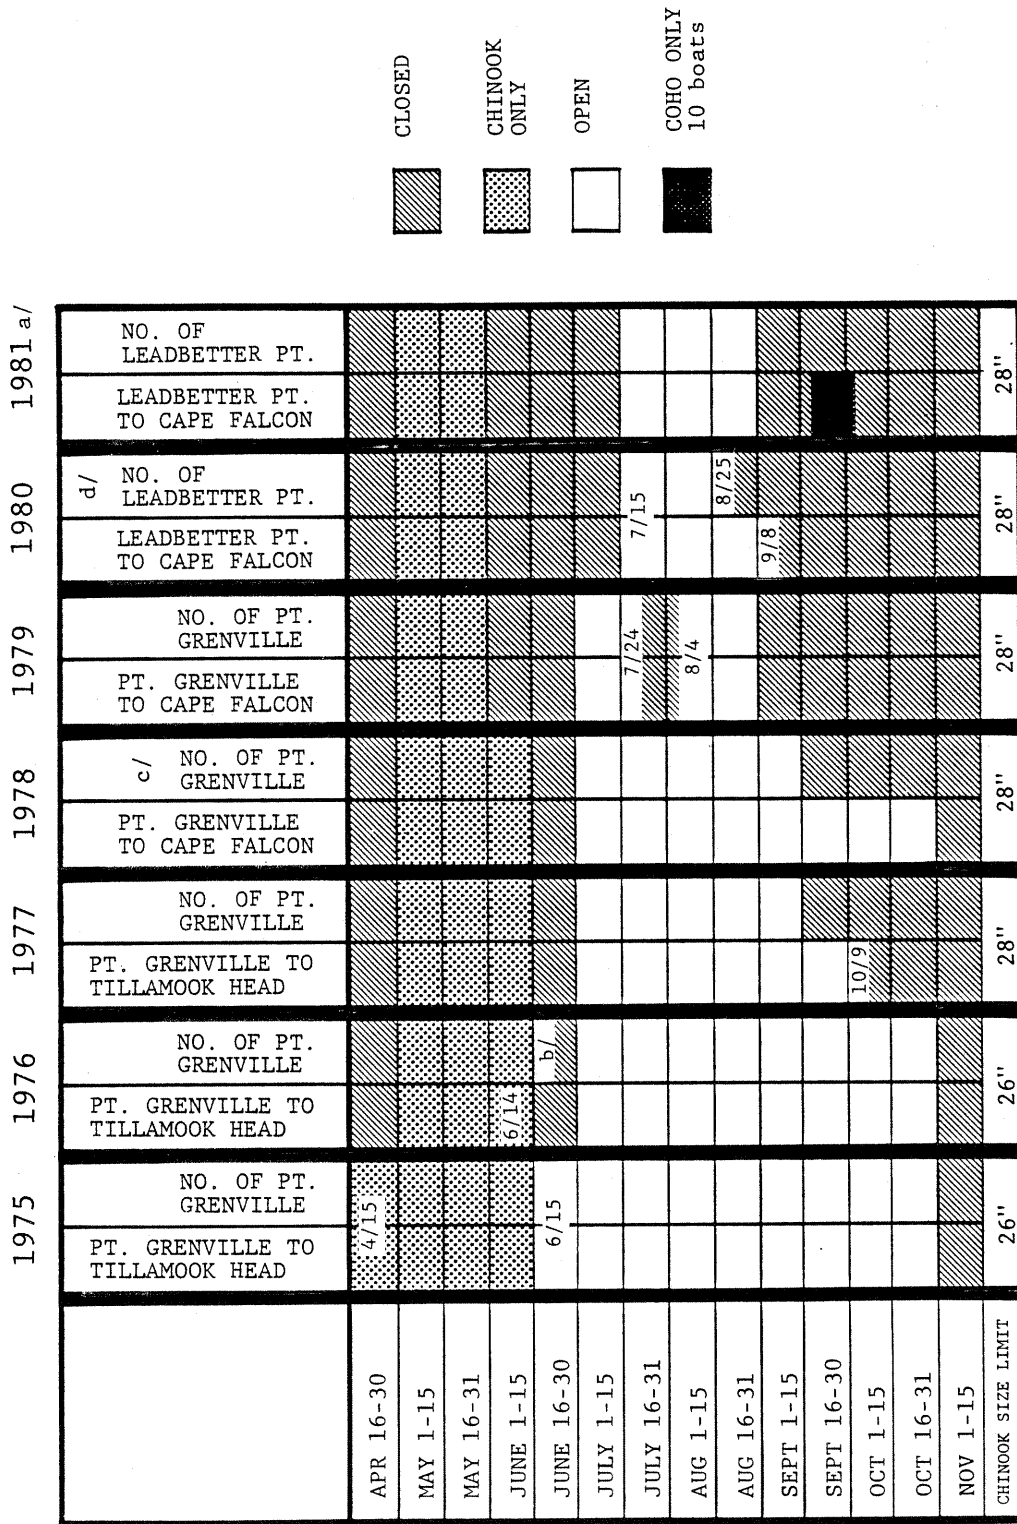 1975
1976
1977
1978
1979
1980
1981 a/
PT. GRENVILLE TO
TILLAMOOK HEAD
NO. OF PT.
GRENVILLE
PT. GRENVILLE TO
TILLAMOOK HEAD
NO. OF PT.
GRENVILLE
PT. GRENVILLE TO
TILLAMOOK HEAD
NO. OF PT.
GRENVILLE
PT. GRENVILLE
TO CAPE FALCON
c/ NO. OF PT.
GRENVILLE
PT. GRENVILLE
TO CAPE FALCON
NO. OF PT.
GRENVILLE
LEADBETTER PT.
TO CAPE FALCON
d/ NO. OF
LEADBETTER PT.
LEADBETTER PT.
TO CAPE FALCON
NO. OF
LEADBETTER PT.
APR 16-30
4/15
MAY 1-15
MAY 16-31
JUNE 1-15
6/14
JUNE 16-30
6/15
b/
JULY 1-15
JULY 16-31
7/24
7/15
AUG 1-15
8/4
AUG 16-31
8/25
SEPT 1-15
9/8
SEPT 16-30
OCT 1-15
10/9
OCT 16-31
NOV 1-15
CHINOOK SIZE LIMIT
26"
26"
28"
28"
28"
28"
28"
CLOSED
CHINOOK
ONLY
OPEN
COHO ONLY
10 boats